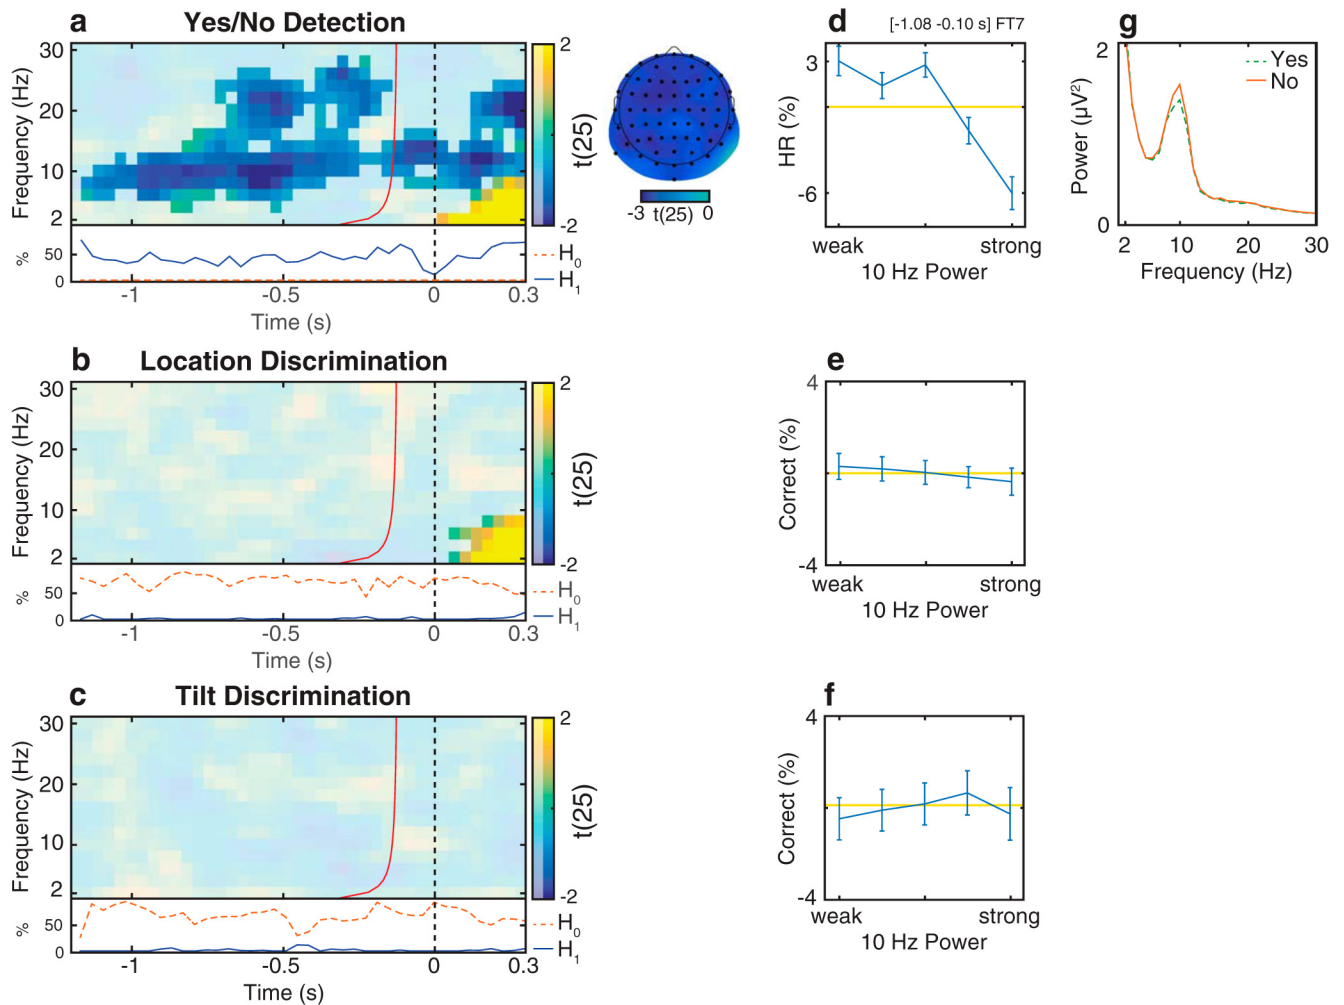 a Yes/No Detection
30
20
10
2
Frequency (Hz)
2
-2
t(25)
%
50
0
H0
H1
-1 -0.5 0 0.3
Time (s)
-3 t(25) 0
d [-1.08 -0.10 s] FT7
3
-6
HR (%)
weak strong
10 Hz Power
g
2
0
Power (µV²)
Yes
No
2 10 20 30
Frequency (Hz)
b Location Discrimination
30
20
10
2
Frequency (Hz)
2
-2
t(25)
%
50
0
H0
H1
-1 -0.5 0 0.3
Time (s)
e
4
-4
Correct (%)
weak strong
10 Hz Power
c Tilt Discrimination
30
20
10
2
Frequency (Hz)
2
-2
t(25)
%
50
0
H0
H1
-1 -0.5 0 0.3
Time (s)
f
4
-4
Correct (%)
weak strong
10 Hz Power